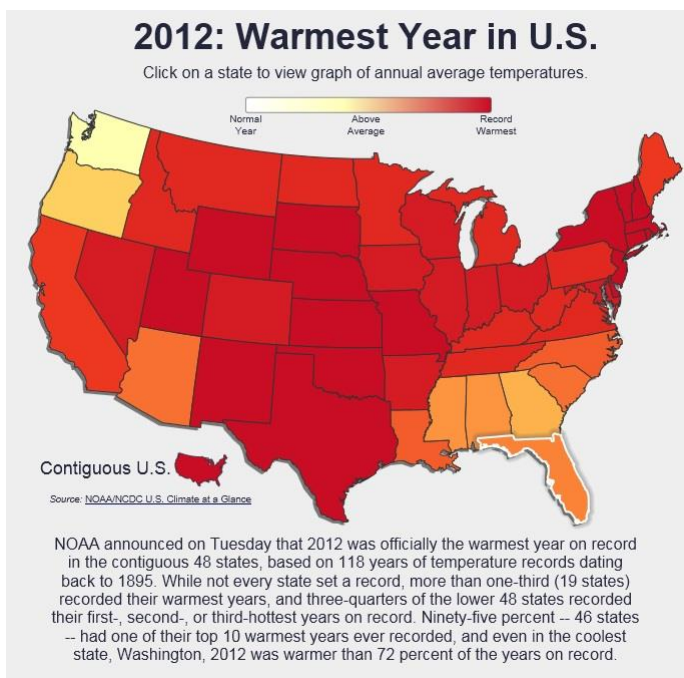 2012: Warmest Year in U.S.
Click on a state to view graph of annual average temperatures.
Normal Year
Above Average
Record Warmest
Contiguous U.S.
Source: NOAA/NCDC U.S. Climate at a Glance
NOAA announced on Tuesday that 2012 was officially the warmest year on record
in the contiguous 48 states, based on 118 years of temperature records dating
back to 1895. While not every state set a record, more than one-third (19 states)
recorded their warmest years, and three-quarters of the lower 48 states recorded
their first-, second-, or third-hottest years on record. Ninety-five percent -- 46 states
-- had one of their top 10 warmest years ever recorded, and even in the coolest
state, Washington, 2012 was warmer than 72 percent of the years on record.